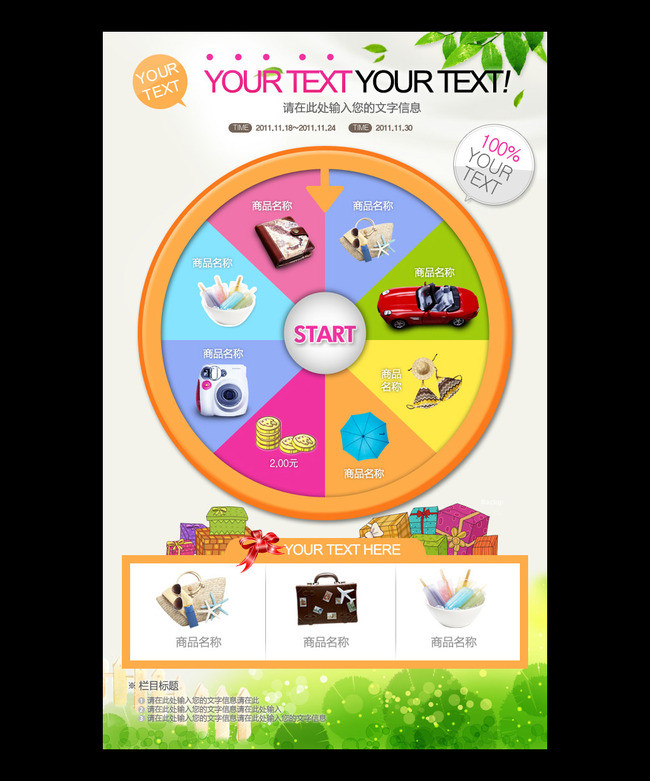 YOUR
TEXT
YOUR TEXT YOUR TEXT!
请在此处输入您的文字信息
TIME 2011.11.18~2011.11.24 TIME 2011.11.30
100%
YOUR
TEXT
商品名称
商品名称
商品名称
商品名称
START
商品名称
商品
名称
2,00元
商品名称
YOUR TEXT HERE
商品名称
商品名称
商品名称
※ 栏目标题
1 请在此处输入您的文字信息请在此
2 请在此处输入您的文字信息请在此处输入
3 请在此处输入您的文字信息请在此处输入您的文字信息